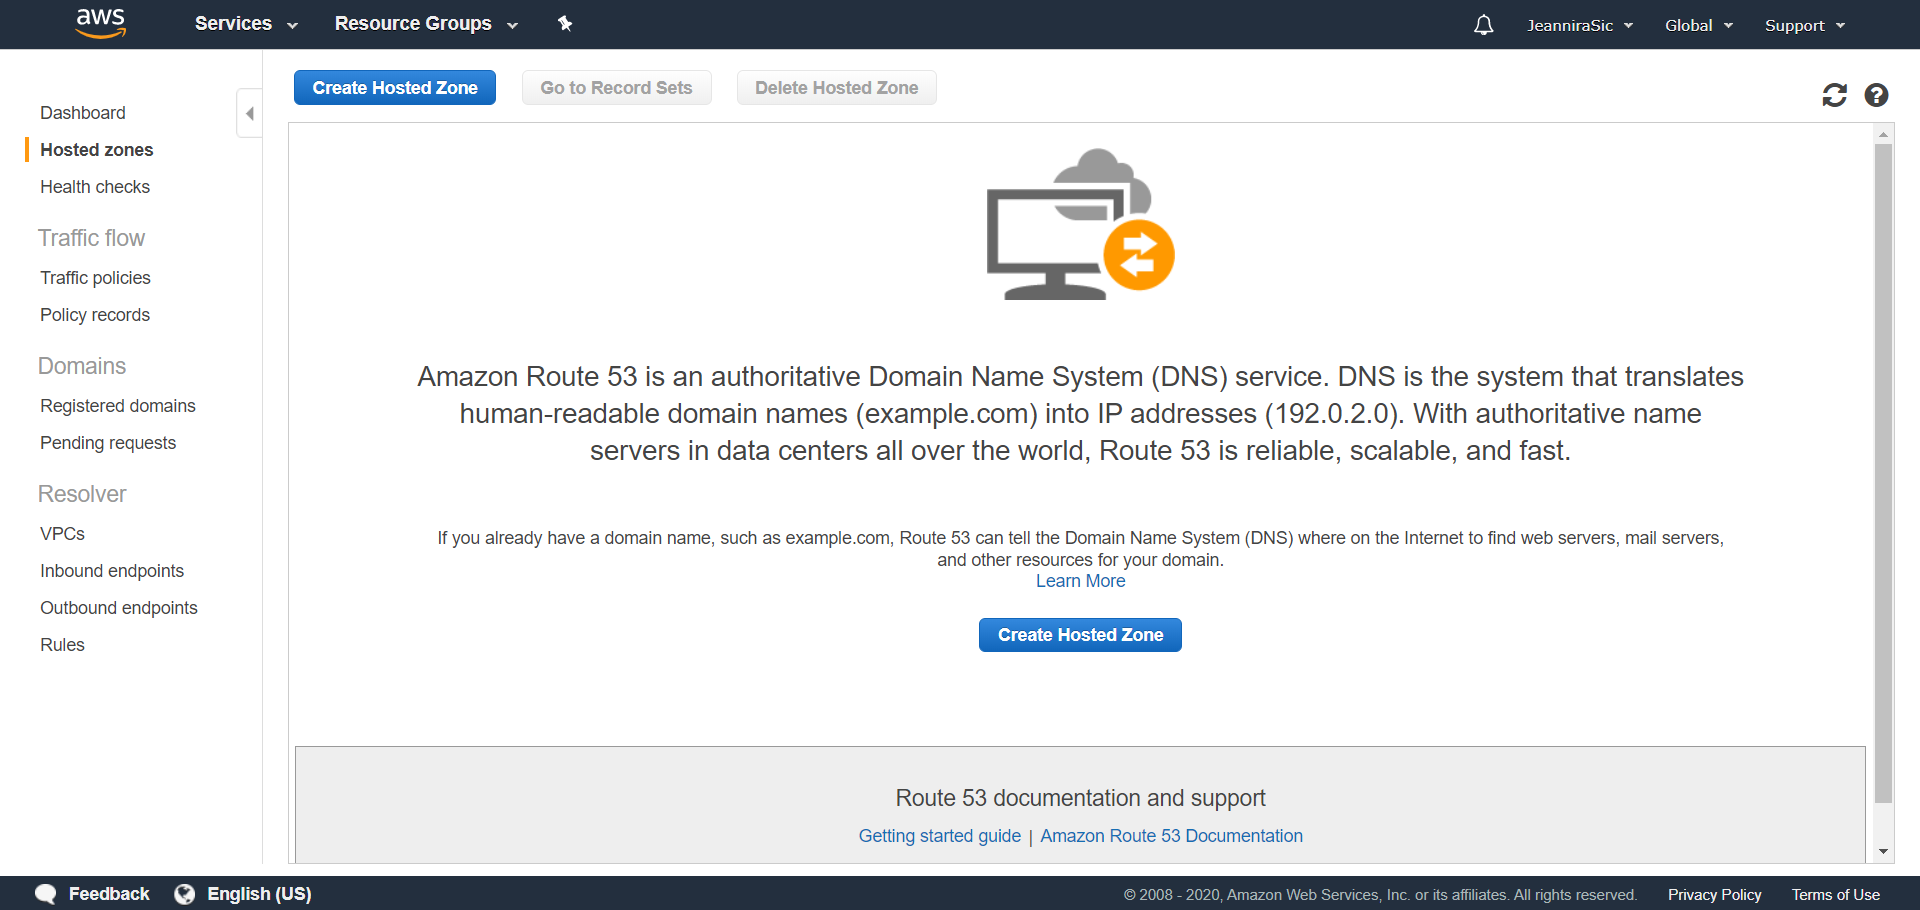 aws
Services
Resource Groups
JeanniraSic
Global
Support
Dashboard
Hosted zones
Health checks
Traffic flow
Traffic policies
Policy records
Domains
Registered domains
Pending requests
Resolver
VPCs
Inbound endpoints
Outbound endpoints
Rules
Create Hosted Zone
Go to Record Sets
Delete Hosted Zone
Amazon Route 53 is an authoritative Domain Name System (DNS) service. DNS is the system that translates
human-readable domain names (example.com) into IP addresses (192.0.2.0). With authoritative name
servers in data centers all over the world, Route 53 is reliable, scalable, and fast.
If you already have a domain name, such as example.com, Route 53 can tell the Domain Name System (DNS) where on the Internet to find web servers, mail servers,
and other resources for your domain.
Learn More
Create Hosted Zone
Route 53 documentation and support
Getting started guide | Amazon Route 53 Documentation
Feedback
English (US)
© 2008 - 2020, Amazon Web Services, Inc. or its affiliates. All rights reserved.
Privacy Policy
Terms of Use